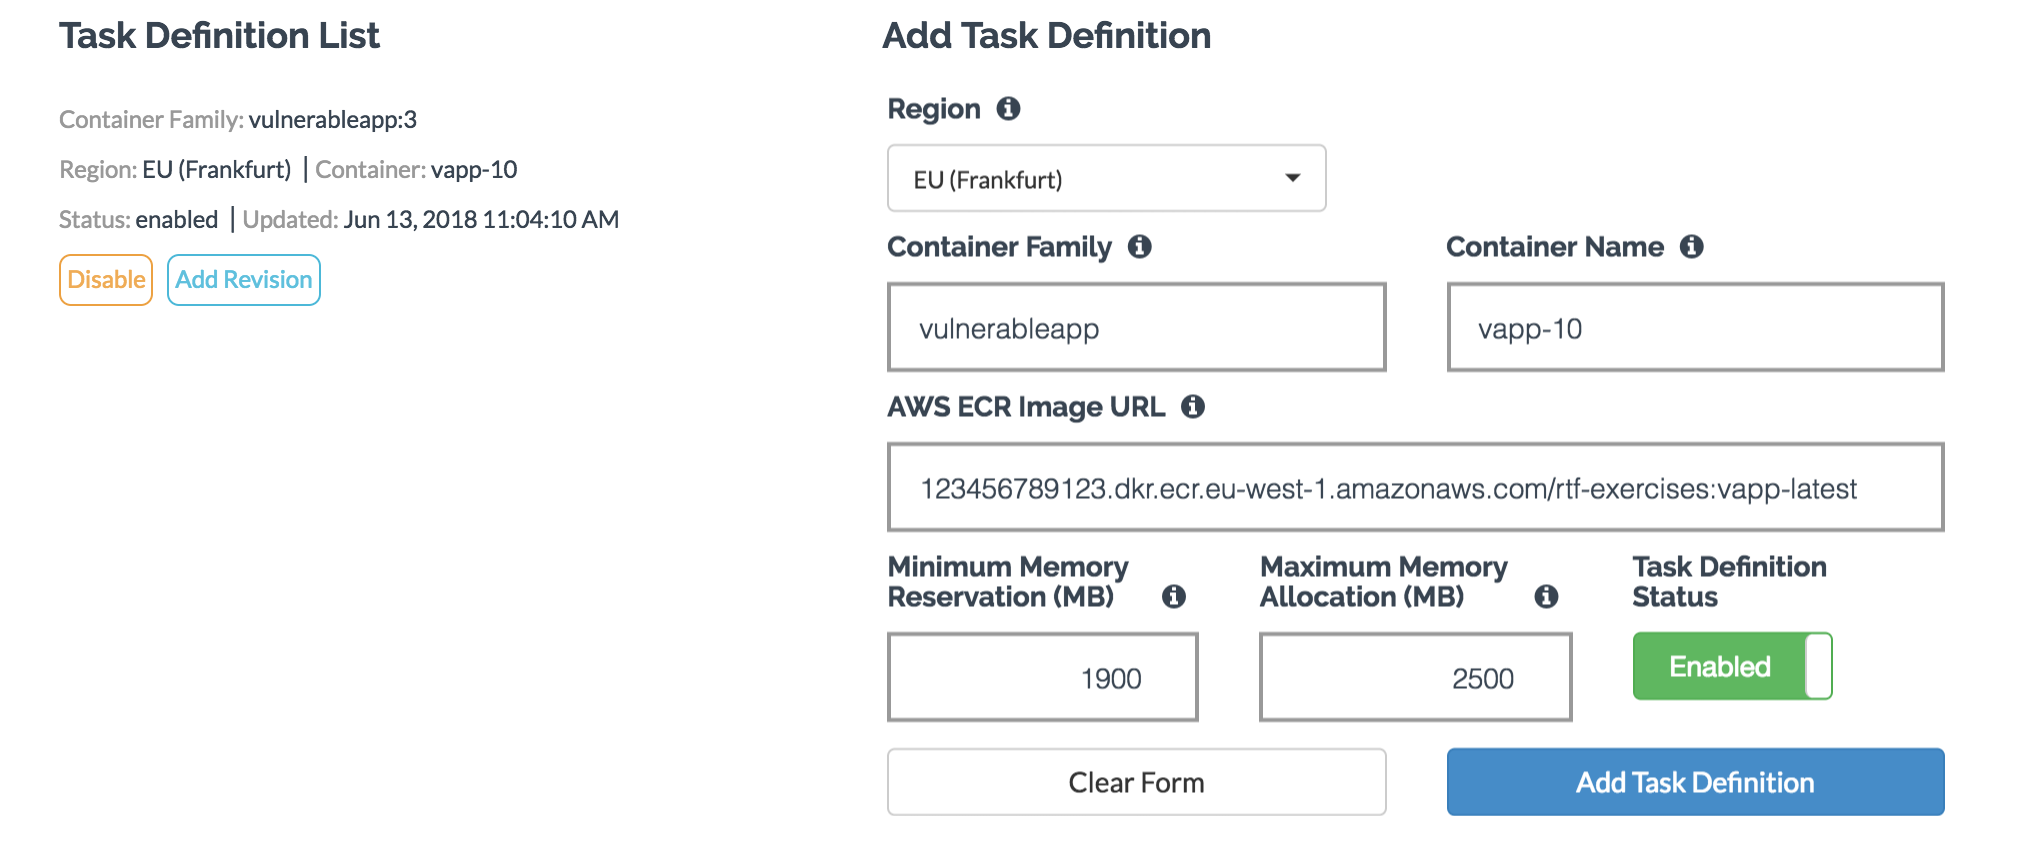 Task Definition List
Container Family: vulnerableapp:3
Region: EU (Frankfurt) | Container: vapp-10
Status: enabled | Updated: Jun 13, 2018 11:04:10 AM
Disable Add Revision
Add Task Definition
Region
EU (Frankfurt)
Container Family
vulnerableapp
Container Name
vapp-10
AWS ECR Image URL
123456789123.dkr.ecr.eu-west-1.amazonaws.com/rtf-exercises:vapp-latest
Minimum Memory
Reservation (MB)
1900
Maximum Memory
Allocation (MB)
2500
Task Definition
Status
Enabled
Clear Form
Add Task Definition